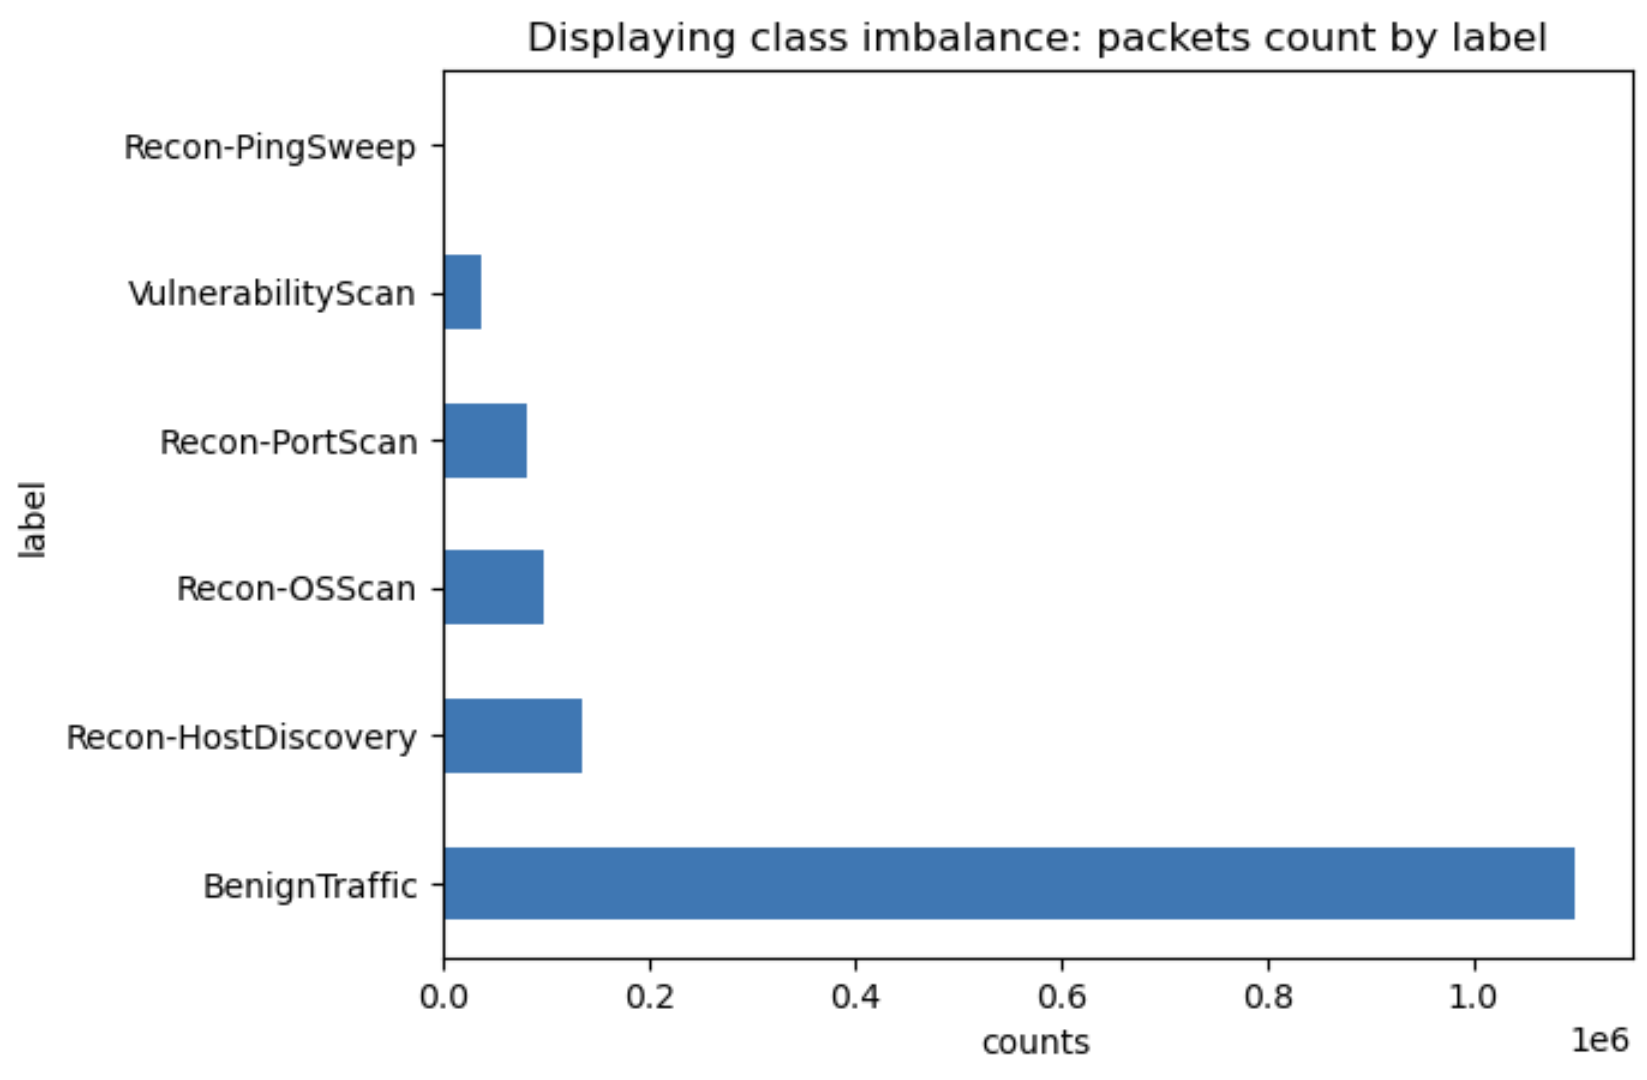 Displaying class imbalance: packets count by label
Recon-PingSweep
VulnerabilityScan
Recon-PortScan
Recon-OSScan
Recon-HostDiscovery
BenignTraffic
label
0.0 0.2 0.4 0.6 0.8 1.0
counts
1e6